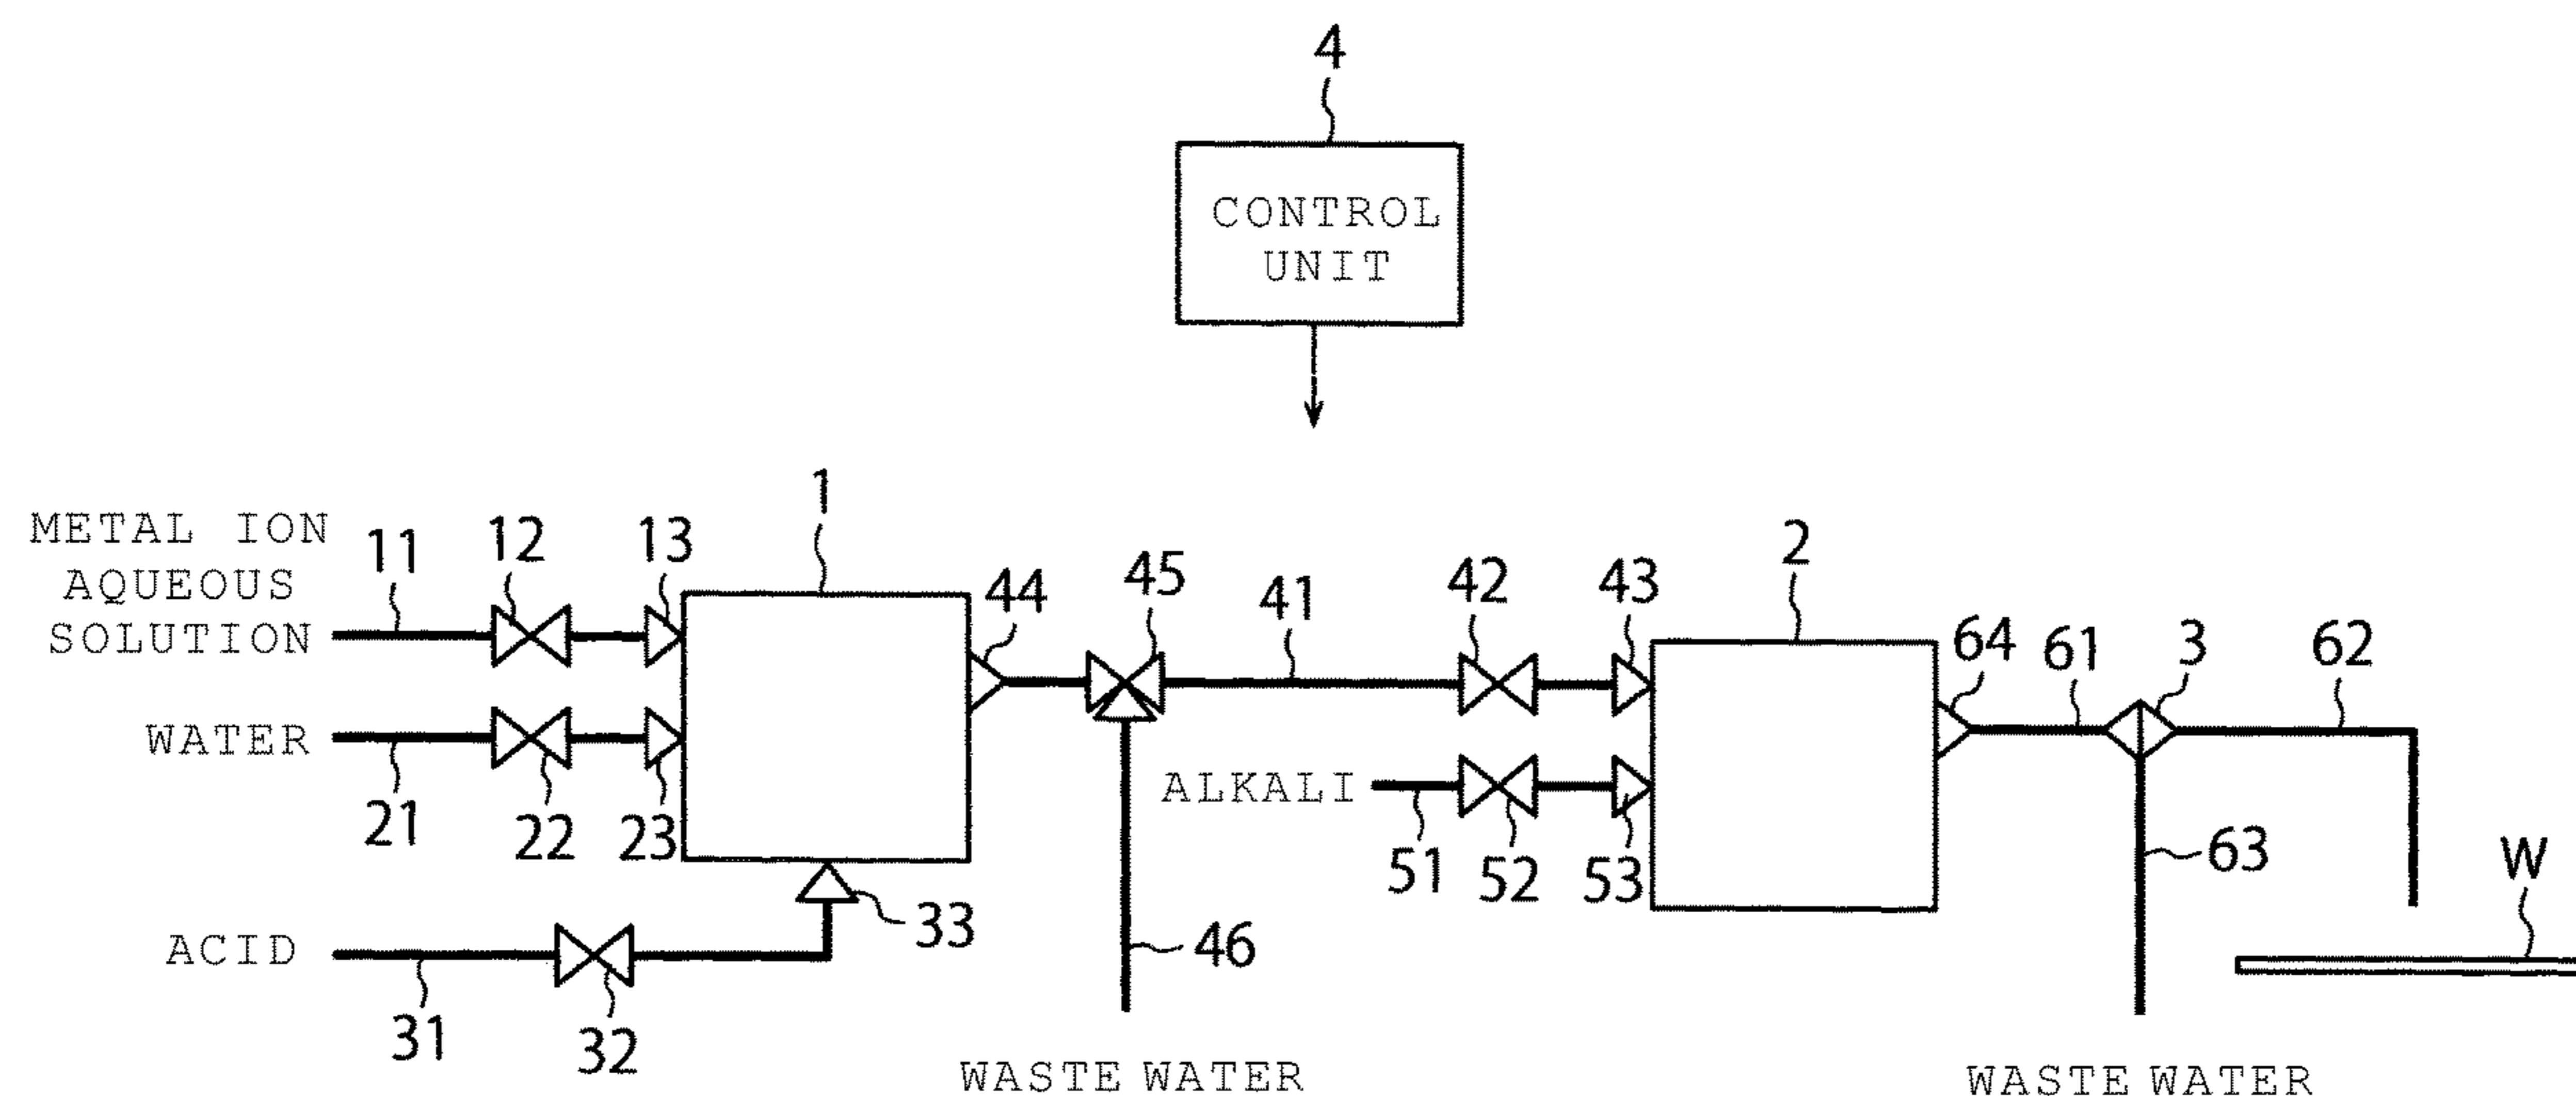 4
CONTROL
UNIT
1
METAL ION
AQUEOUS
SOLUTION
11
12
13
44
45
41
42
43
2
64
61
3
62
WATER
21
22
23
ALKALI
51
52
53
63
W
ACID
31
32
33
46
WASTE WATER
WASTE WATER